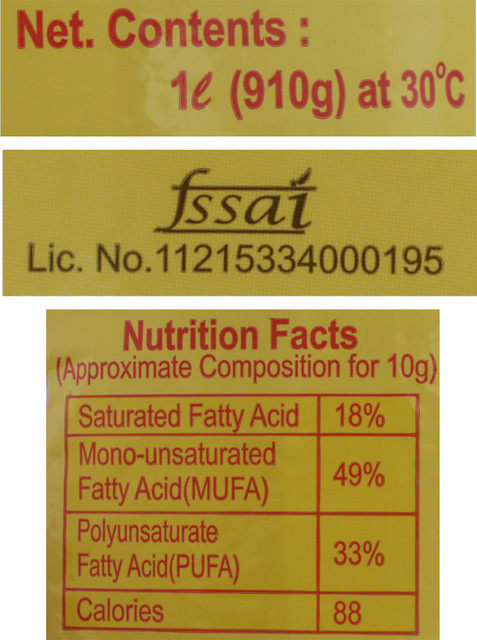 Net. Contents :
1ℓ (910g) at 30°C
fssai
Lic. No.11215334000195
Nutrition Facts
(Approximate Composition for 10g)
Saturated Fatty Acid 18%
Mono-unsaturated
Fatty Acid(MUFA) 49%
Polyunsaturate
Fatty Acid(PUFA) 33%
Calories 88